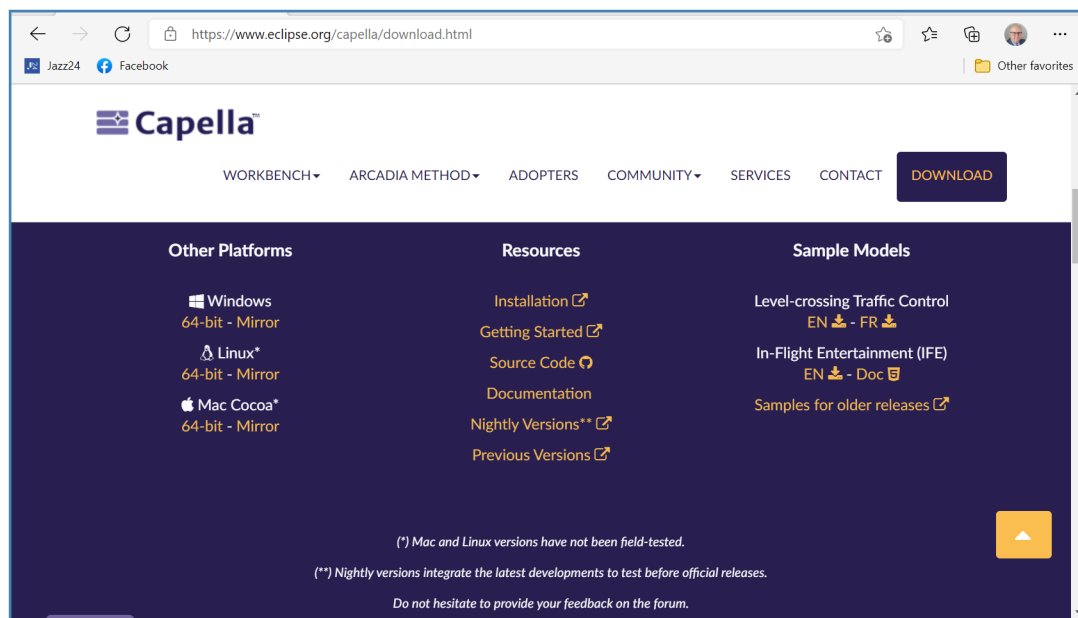 https://www.eclipse.org/capella/download.html
Jazz24 Facebook Other favorites
Capella™
WORKBENCH ARCADIA METHOD ADOPTERS COMMUNITY SERVICES CONTACT DOWNLOAD
Other Platforms
Windows
64-bit - Mirror
Linux*
64-bit - Mirror
Mac Cocoa*
64-bit - Mirror
Resources
Installation
Getting Started
Source Code
Documentation
Nightly Versions**
Previous Versions
Sample Models
Level-crossing Traffic Control
EN - FR
In-Flight Entertainment (IFE)
EN - Doc
Samples for older releases
(*) Mac and Linux versions have not been field-tested.
(**) Nightly versions integrate the latest developments to test before official releases.
Do not hesitate to provide your feedback on the forum.